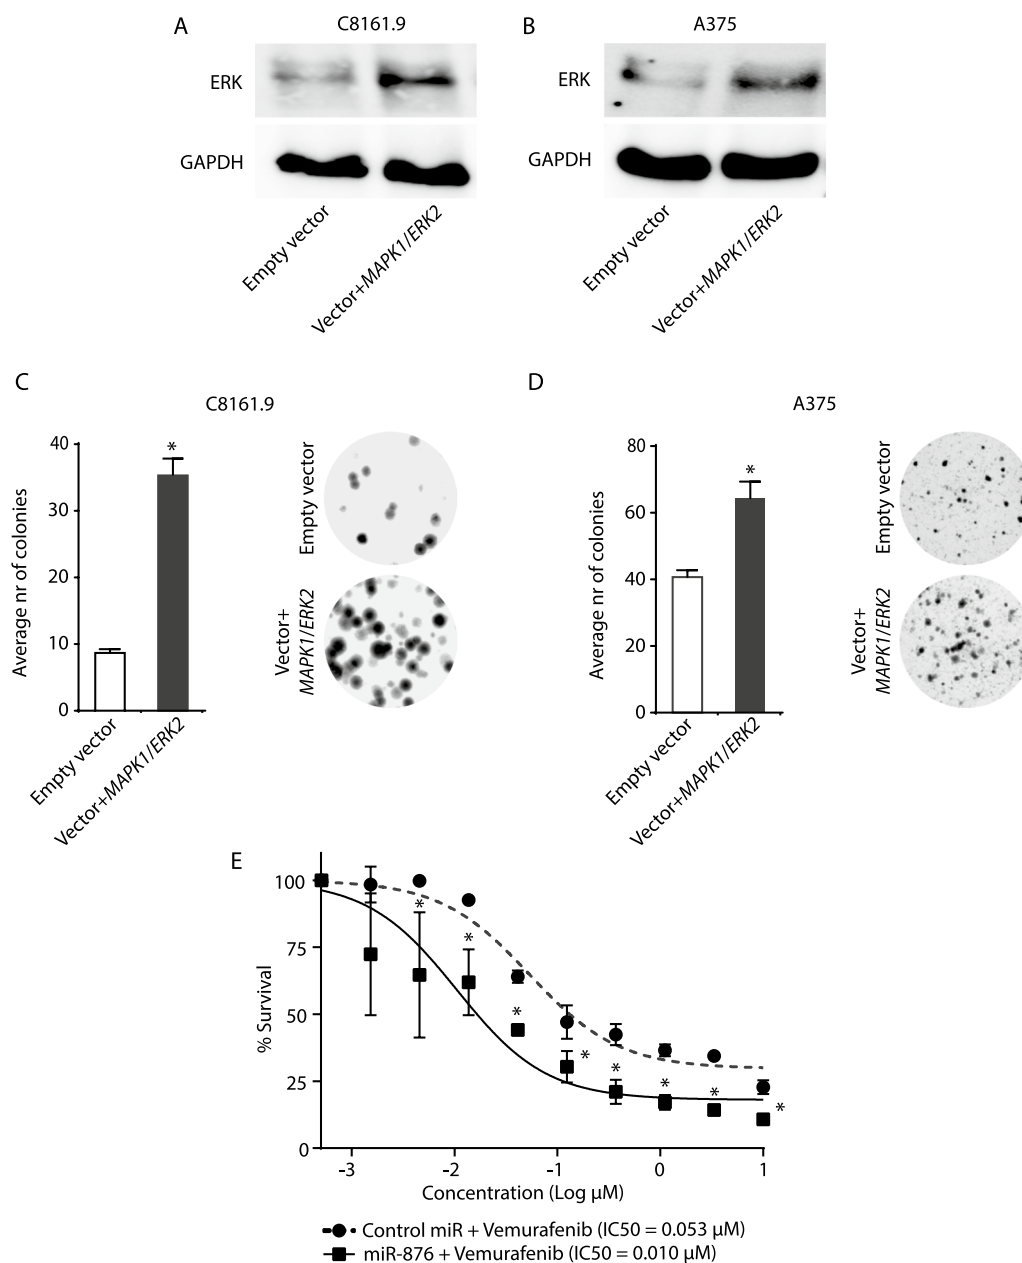 A
C8161.9
ERK
GAPDH
Empty vector
Vector+MAPK1/ERK2
B
A375
ERK
GAPDH
Empty vector
Vector+MAPK1/ERK2
C
C8161.9
Average nr of colonies
40
30
20
10
0
*
Empty vector
Vector+MAPK1/ERK2
Empty vector
Vector+
MAPK1/ERK2
D
A375
Average nr of colonies
80
60
40
20
0
*
Empty vector
Vector+MAPK1/ERK2
Empty vector
Vector+
MAPK1/ERK2
E
% Survival
100
75
50
25
0
*
*
*
*
*
*
*
*
-3 -2 -1 0 1
Concentration (Log µM)
Control miR + Vemurafenib (IC50 = 0.053 µM)
miR-876 + Vemurafenib (IC50 = 0.010 µM)